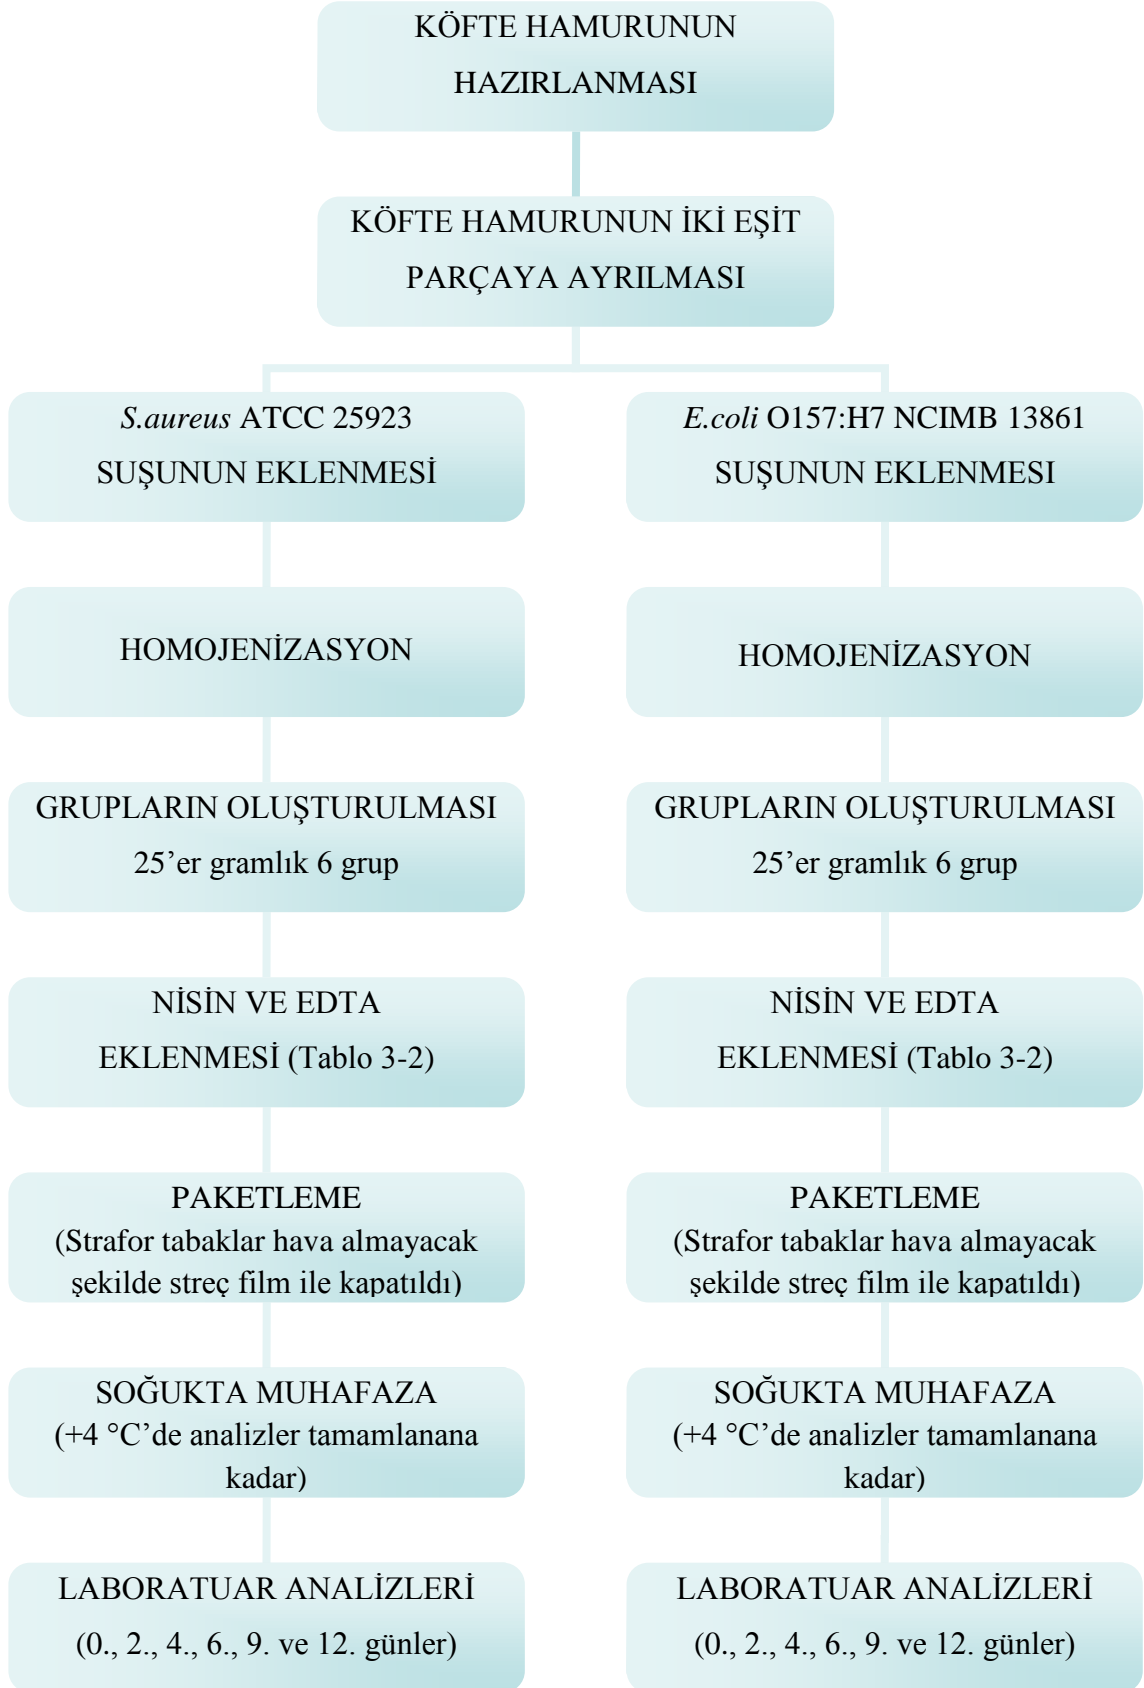 KÖFTE HAMURUNUN
HAZIRLANMASI
KÖFTE HAMURUNUN İKİ EŞİT
PARÇAYA AYRILMASI
S.aureus ATCC 25923
SUŞUNUN EKLENMESİ
HOMOJENİZASYON
GRUPLARIN OLUŞTURULMASI
25’er gramlık 6 grup
NİSİN VE EDTA
EKLENMESİ (Tablo 3-2)
PAKETLEME
(Strafor tabaklar hava almayacak
şekilde streç film ile kapatıldı)
SOĞUKTA MUHAFAZA
(+4 °C’de analizler tamamlanana
kadar)
LABORATUAR ANALİZLERİ
(0., 2., 4., 6., 9. ve 12. günler)
E.coli O157:H7 NCIMB 13861
SUŞUNUN EKLENMESI
HOMOJENİZASYON
GRUPLARIN OLUŞTURULMASI
25’er gramlık 6 grup
NİSİN VE EDTA
EKLENMESİ (Tablo 3-2)
PAKETLEME
(Strafor tabaklar hava almayacak
şekilde streç film ile kapatıldı)
SOĞUKTA MUHAFAZA
(+4 °C’de analizler tamamlanana
kadar)
LABORATUAR ANALİZLERİ
(0., 2., 4., 6., 9. ve 12. günler)